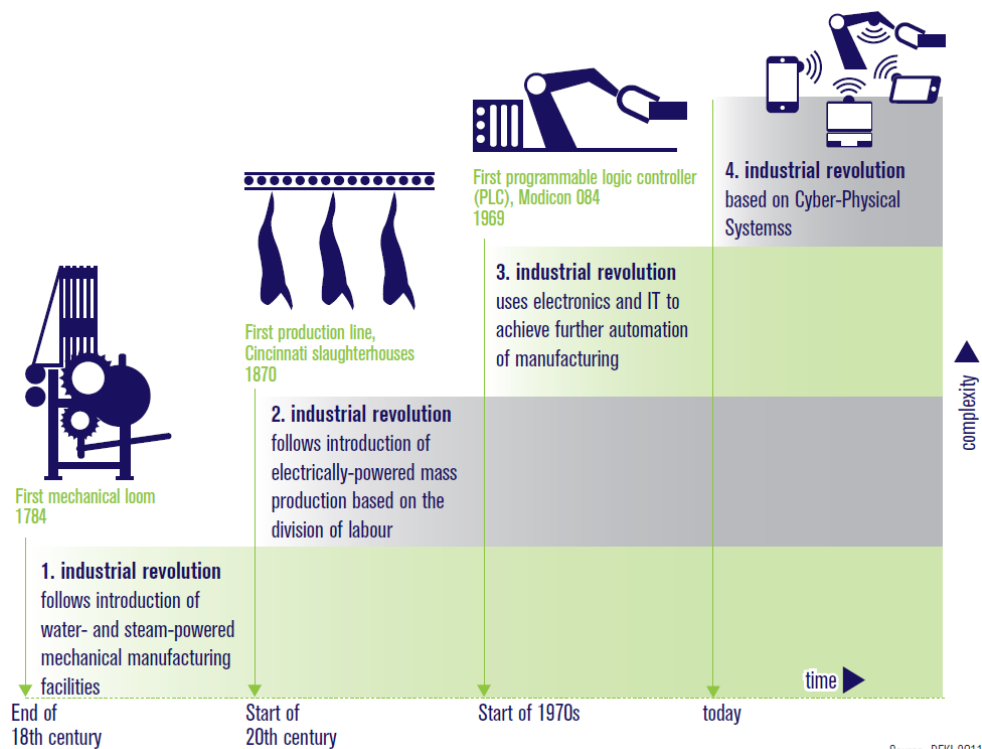 First mechanical loom
1784
First production line,
Cincinnati slaughterhouses
1870
First programmable logic controller
(PLC), Modicon 084
1969
4. industrial revolution
based on Cyber-Physical
Systemss
3. industrial revolution
uses electronics and IT to
achieve further automation
of manufacturing
2. industrial revolution
follows introduction of
electrically-powered mass
production based on the
division of labour
1. industrial revolution
follows introduction of
water- and steam-powered
mechanical manufacturing
facilities
complexity
time
End of
18th century
Start of
20th century
Start of 1970s
today